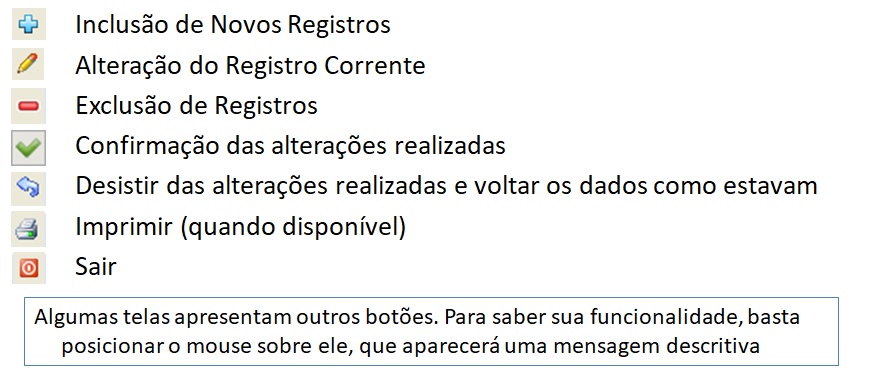 Inclusão de Novos Registros
Alteração do Registro Corrente
Exclusão de Registros
Confirmação das alterações realizadas
Desistir das alterações realizadas e voltar os dados como estavam
Imprimir (quando disponível)
Sair
Algumas telas apresentam outros botões. Para saber sua funcionalidade, basta
posicionar o mouse sobre ele, que aparecerá uma mensagem descritiva